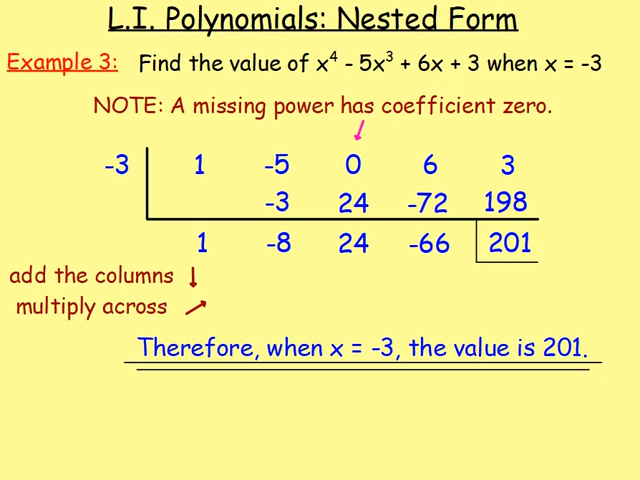 L.I. Polynomials: Nested Form
Example 3: Find the value of x⁴ - 5x³ + 6x + 3 when x = -3
NOTE: A missing power has coefficient zero.
-3 1 -5 0 6 3
-3 24 -72 198
1 -8 24 -66 201
add the columns
multiply across
Therefore, when x = -3, the value is 201.